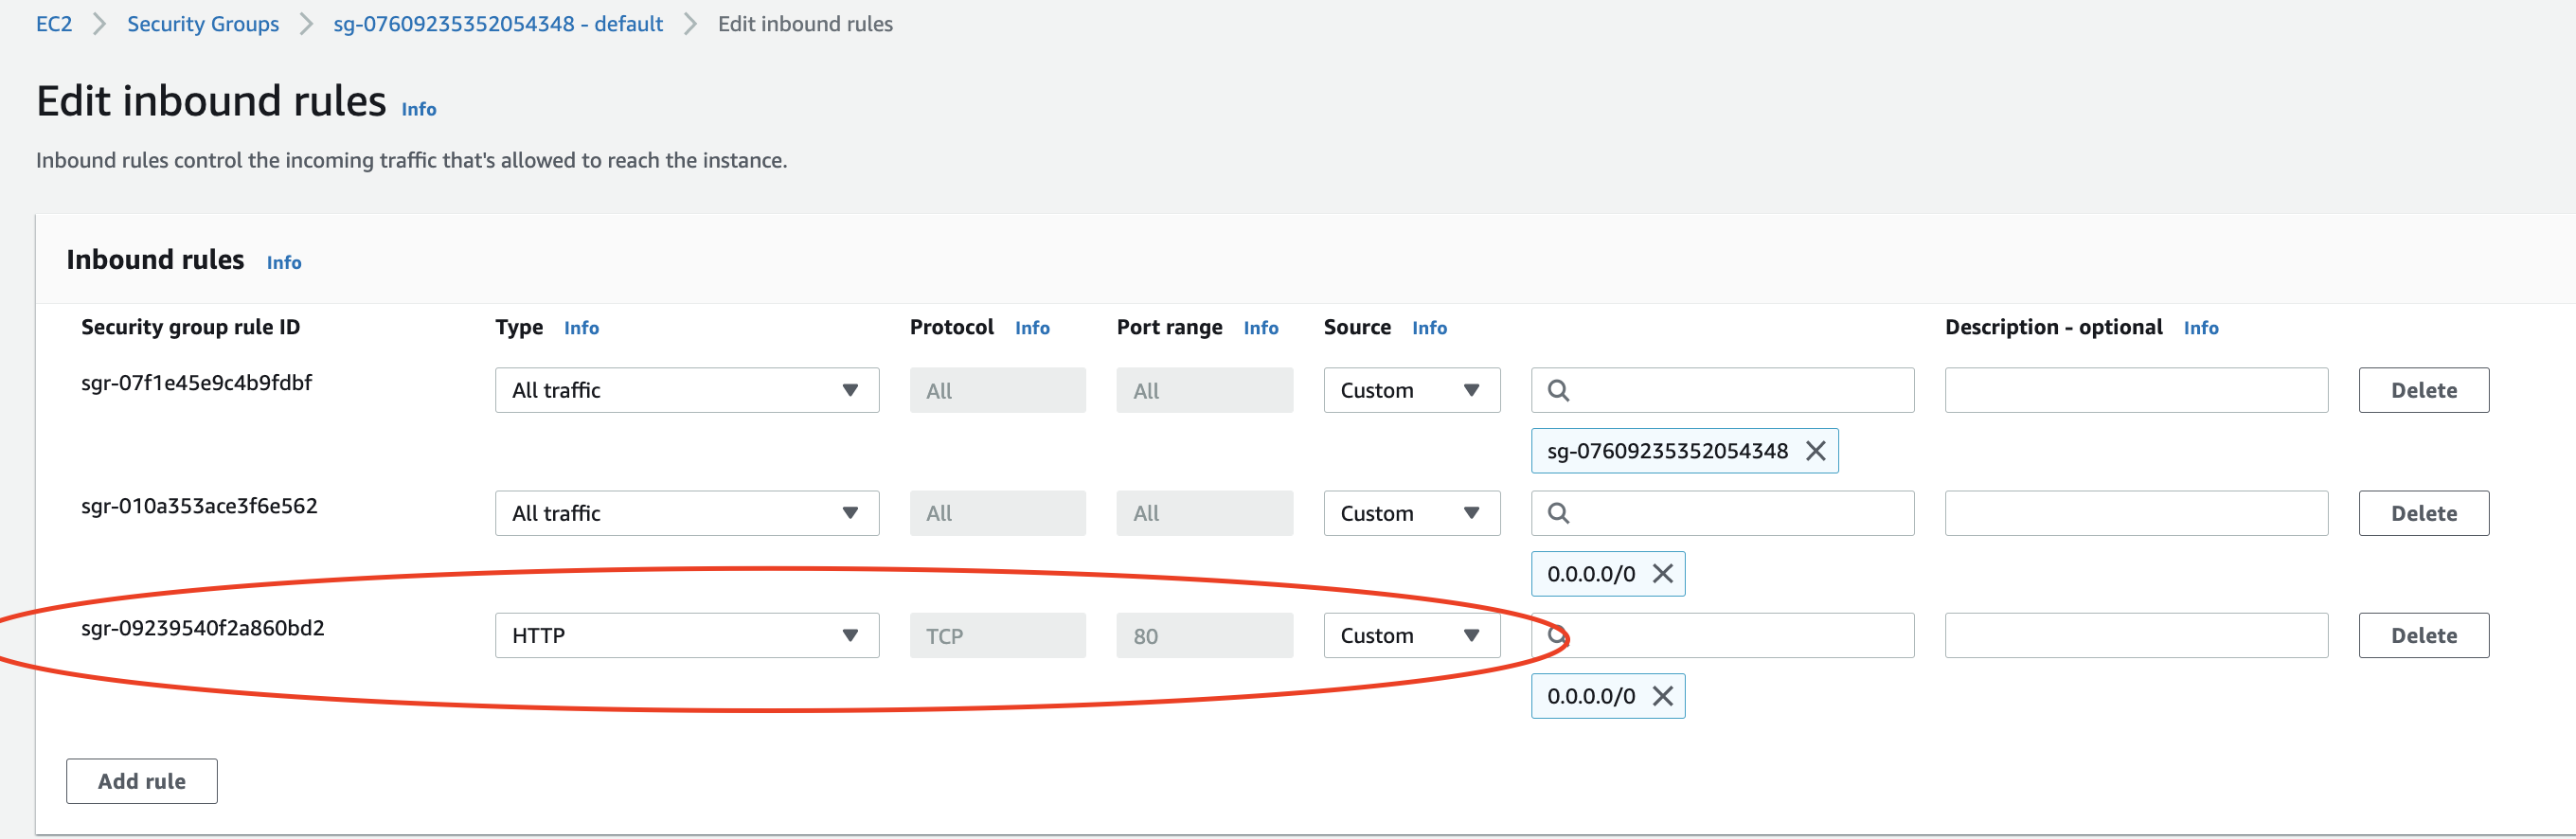 EC2 Security Groups sg-07609235352054348 - default Edit inbound rules
Edit inbound rules Info
Inbound rules control the incoming traffic that's allowed to reach the instance.
Inbound rules Info
Security group rule ID Type Info Protocol Info Port range Info Source Info Description - optional Info
sgr-07f1e45e9c4b9fdbf All traffic All All Custom Delete
sg-07609235352054348
sgr-010a353ace3f6e562 All traffic All All Custom Delete
0.0.0.0/0
sgr-09239540f2a860bd2 HTTP TCP 80 Custom Delete
0.0.0.0/0
Add rule